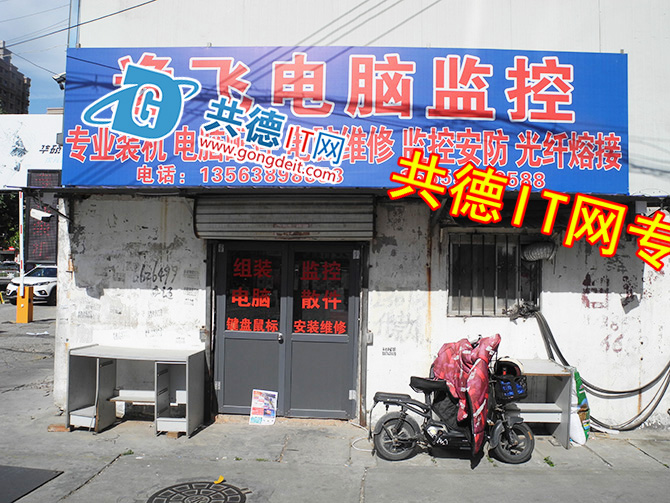 飞电脑监控
共德IT网
www.gongdeit.com
专业装机 电脑 维修 监控安防 光纤熔接
电话：
共德IT网专
组装 监控
电脑 散件
键盘鼠标 安装维修